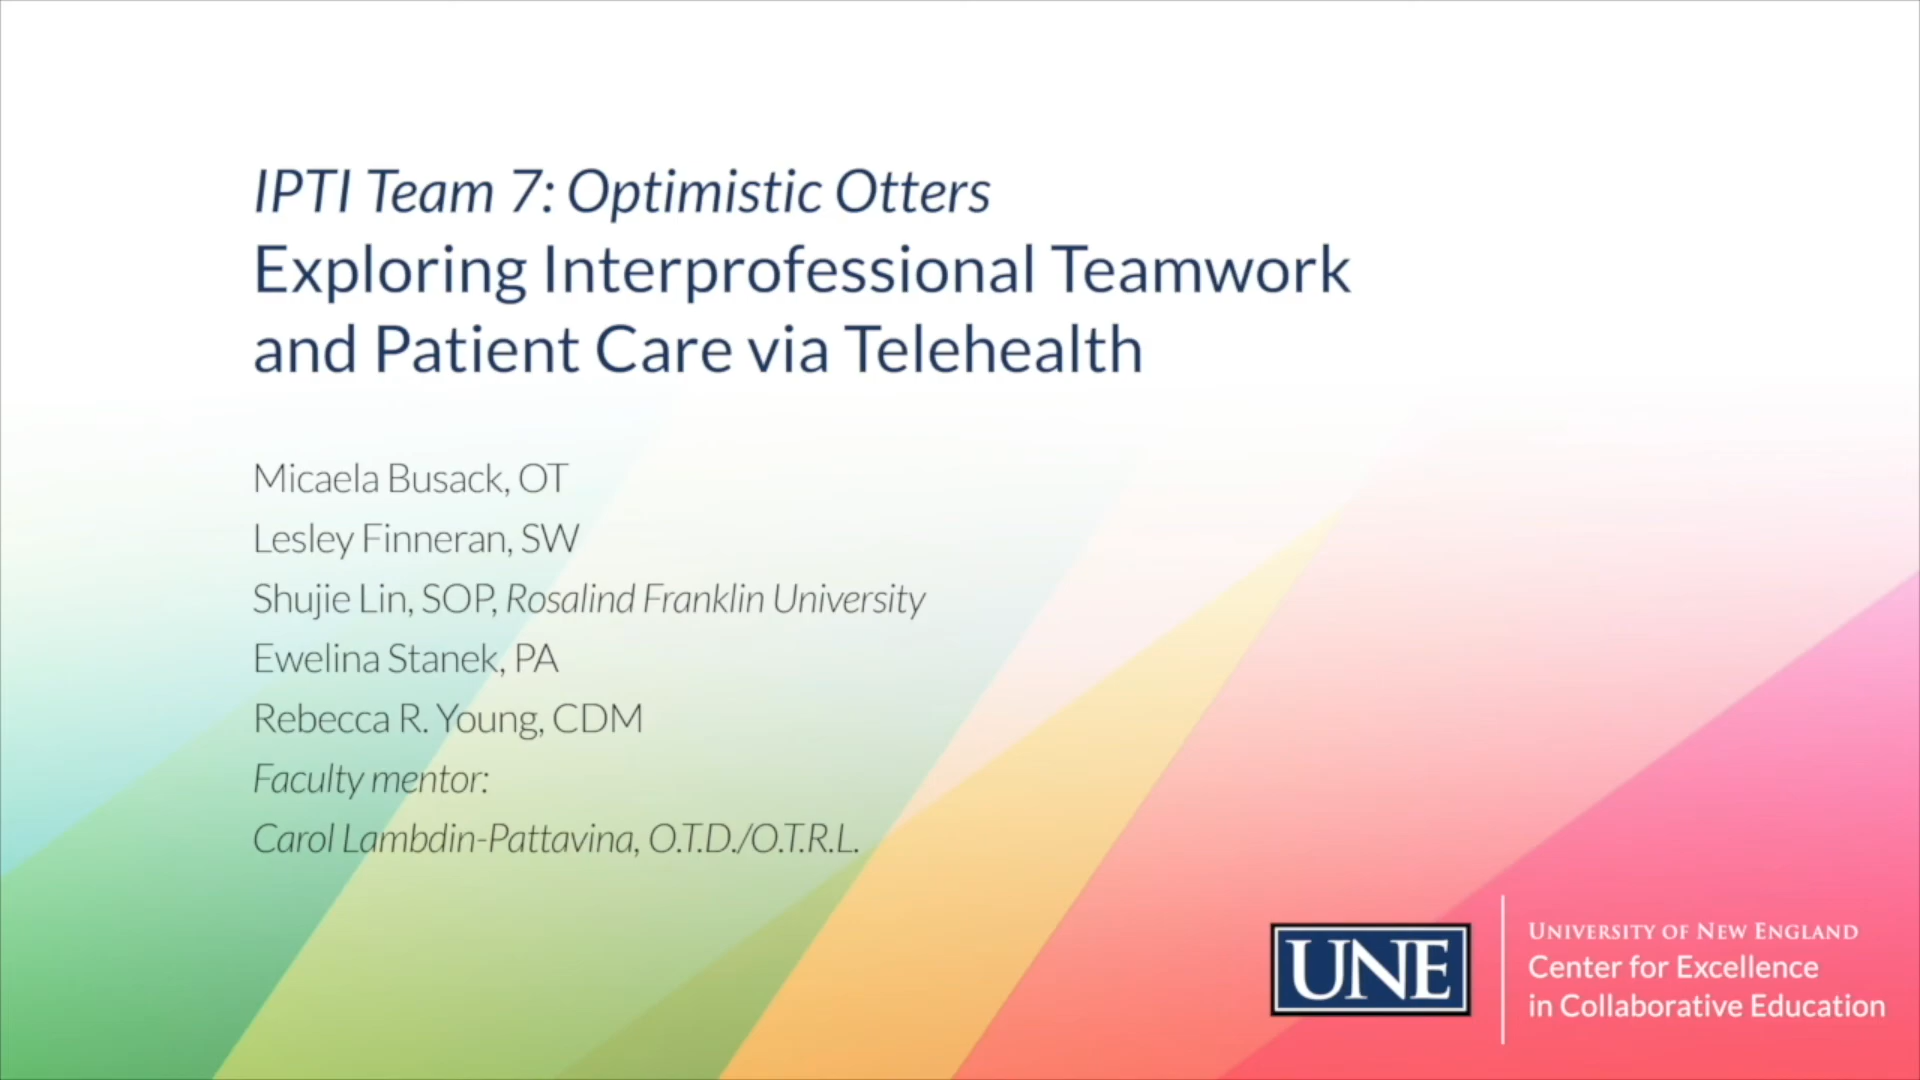 IPTI Team 7: Optimistic Otters
Exploring Interprofessional Teamwork
and Patient Care via Telehealth
Micaela Busack, OT
Lesley Finneran, SW
Shujie Lin, SOP, Rosalind Franklin University
Ewelina Stanek, PA
Rebecca R. Young, CDM
Faculty mentor:
Carol Lambdin-Pattavina, O.T.D./O.T.R.L.
UNE
UNIVERSITY OF NEW ENGLAND
Center for Excellence
in Collaborative Education